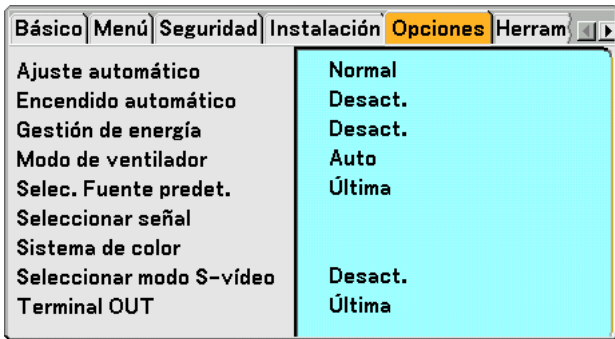 Básico Menú Seguridad Instalación Opciones Herram
Ajuste automático Normal
Encendido automático Desact.
Gestión de energía Desact.
Modo de ventilador Auto
Selec. Fuente predet. Última
Seleccionar señal
Sistema de color
Seleccionar modo S-vídeo Desact.
Terminal OUT Última